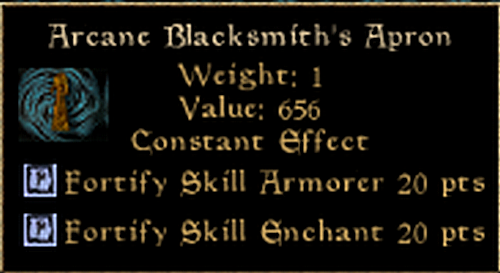 Arcane Blacksmith's Apron
Weight: 1
Value: 656
Constant Effect
Fortify Skill Armorer 20 pts
Fortify Skill Enchant 20 pts